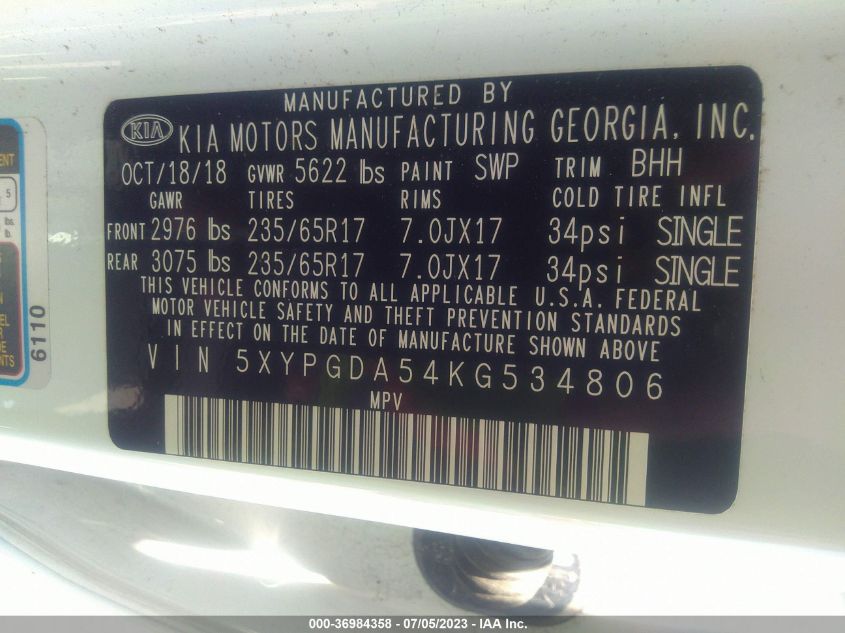 MANUFACTURED BY
KIA KIA MOTORS MANUFACTURING GEORGIA, INC.
OCT/18/18 GVWR 5622 lbs PAINT SWP TRIM BHH
GAWR TIRES RIMS COLD TIRE INFL
FRONT 2976 lbs 235/65R17 7.0JX17 34psi SINGLE
REAR 3075 lbs 235/65R17 7.0JX17 34psi SINGLE
THIS VEHICLE CONFORMS TO ALL APPLICABLE U.S.A. FEDERAL
MOTOR VEHICLE SAFETY AND THEFT PREVENTION STANDARDS
IN EFFECT ON THE DATE OF MANUFACTURE SHOWN ABOVE
VIN 5XYPGDA54KG534806
MPV
6110
5
lbs.
lb.
000-36984358 - 07/05/2023 - IAA Inc.